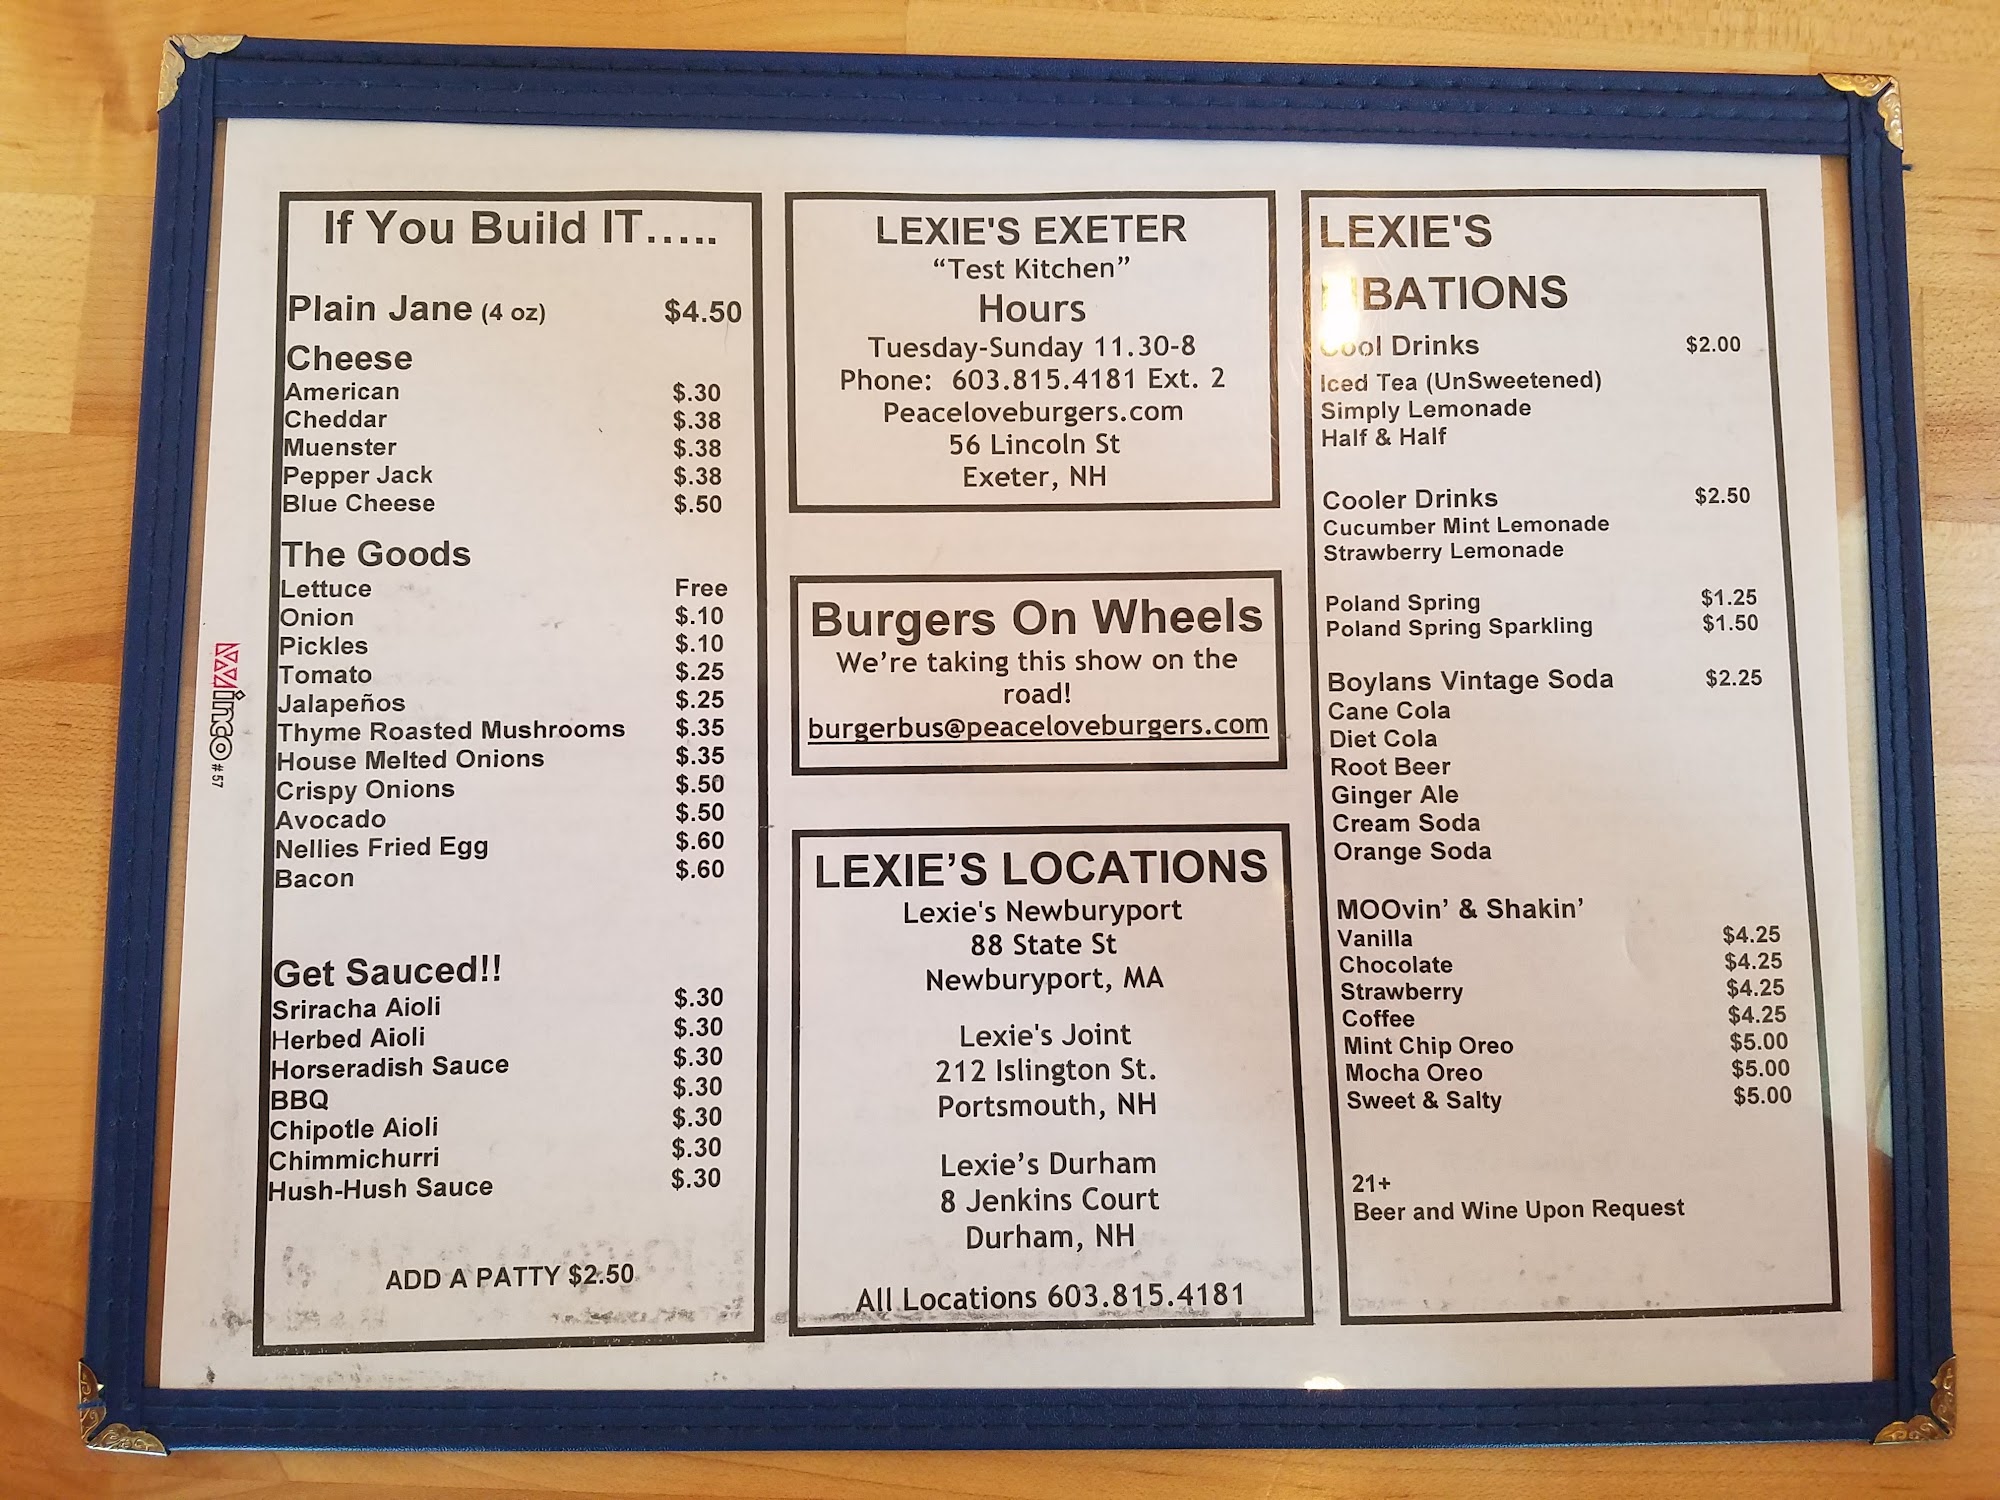 If You Build IT.....
Plain Jane (4 oz) $4.50
Cheese
American $.30
Cheddar $.38
Muenster $.38
Pepper Jack $.38
Blue Cheese $.50
The Goods
Lettuce Free
Onion $.10
Pickles $.10
Tomato $.25
Jalapeños $.25
Thyme Roasted Mushrooms $.35
House Melted Onions $.35
Crispy Onions $.50
Avocado $.50
Nellies Fried Egg $.60
Bacon $.60
Get Sauced!!
Sriracha Aioli $.30
Herbed Aioli $.30
Horseradish Sauce $.30
BBQ $.30
Chipotle Aioli $.30
Chimmichurri $.30
Hush-Hush Sauce $.30
ADD A PATTY $2.50
Winco #57
LEXIE'S EXETER
“Test Kitchen”
Hours
Tuesday-Sunday 11.30-8
Phone: 603.815.4181 Ext. 2
Peaceloveburgers.com
56 Lincoln St
Exeter, NH
Burgers On Wheels
We’re taking this show on the
road!
burgerbus@peaceloveburgers.com
LEXIE’S LOCATIONS
Lexie's Newburyport
88 State St
Newburyport, MA
Lexie's Joint
212 Islington St.
Portsmouth, NH
Lexie’s Durham
8 Jenkins Court
Durham, NH
All Locations 603.815.4181
LEXIE'S
LIBATIONS
Cool Drinks $2.00
Iced Tea (UnSweetened)
Simply Lemonade
Half & Half
Cooler Drinks $2.50
Cucumber Mint Lemonade
Strawberry Lemonade
Poland Spring $1.25
Poland Spring Sparkling $1.50
Boylans Vintage Soda $2.25
Cane Cola
Diet Cola
Root Beer
Ginger Ale
Cream Soda
Orange Soda
MOOvin’ & Shakin’
Vanilla $4.25
Chocolate $4.25
Strawberry $4.25
Coffee $4.25
Mint Chip Oreo $5.00
Mocha Oreo $5.00
Sweet & Salty $5.00
21+
Beer and Wine Upon Request